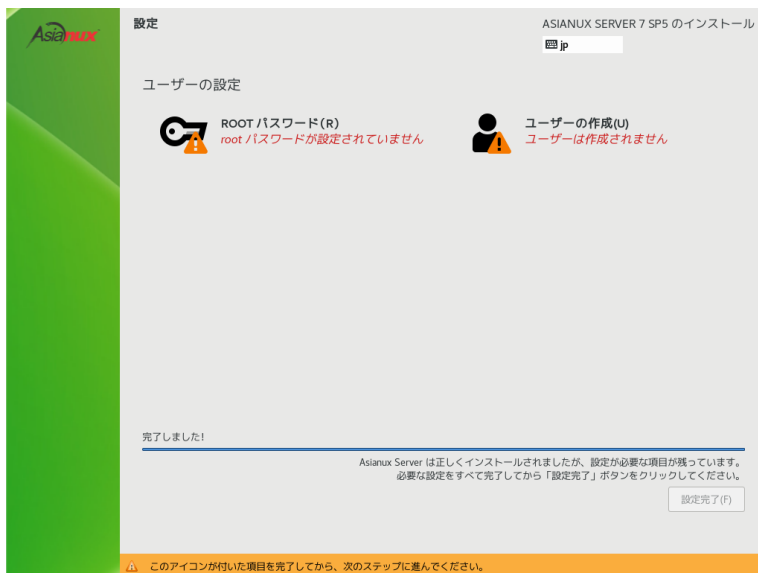 Asianux
設定
ASIANUX SERVER 7 SP5 のインストール
jp
ユーザーの設定
ROOT パスワード(R)
root パスワードが設定されていません
ユーザーの作成(U)
ユーザーは作成されません
完了しました!
Asianux Server は正しくインストールされましたが、設定が必要な項目が残っています。
必要な設定をすべて完了してから「設定完了」ボタンをクリックしてください。
設定完了(F)
このアイコンが付いた項目を完了してから、次のステップに進んでください。